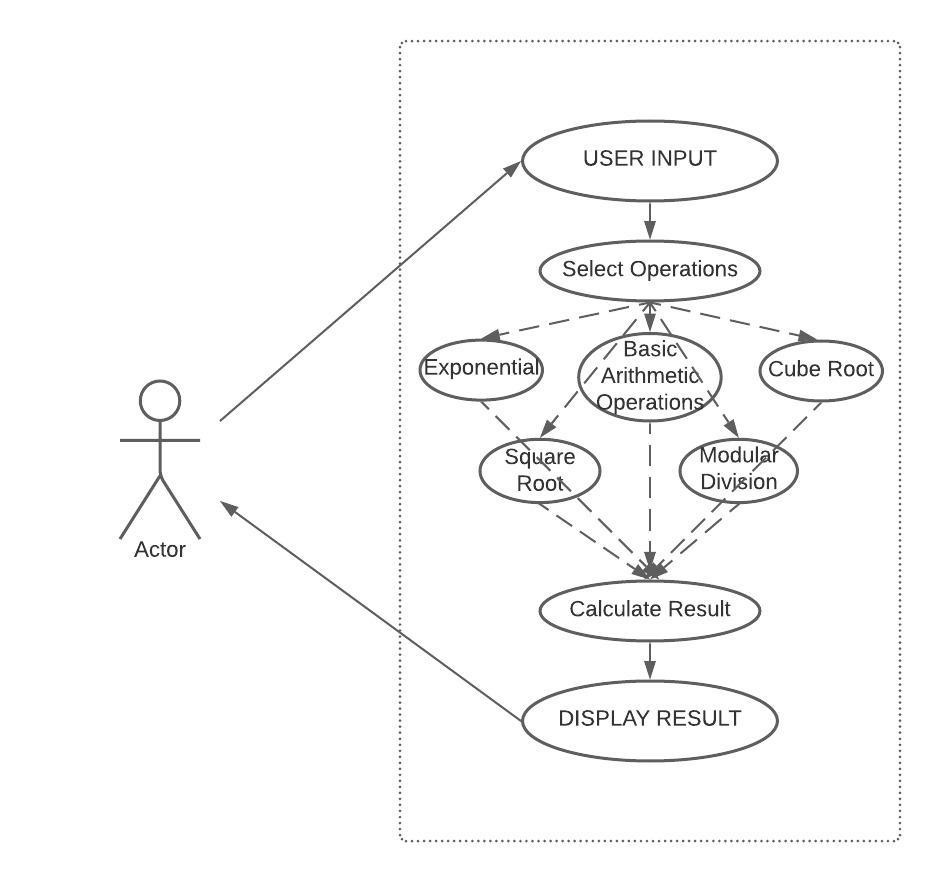 USER INPUT
Select Operations
Exponential
Basic
Arithmetic
Operations
Cube Root
Square
Root
Modular
Division
Actor
Calculate Result
DISPLAY RESULT